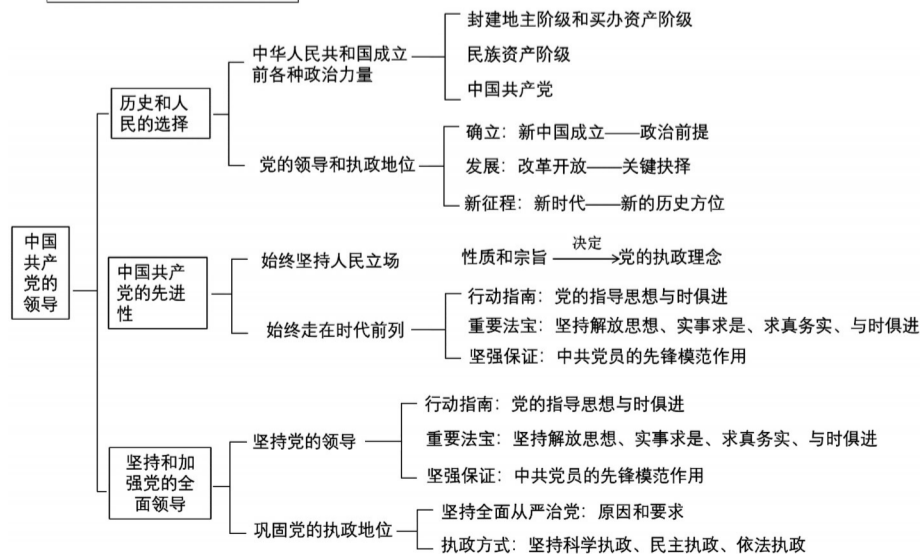 中国
共产
党的
领导
历史和人
民的选择
中华人民共和国成立
前各种政治力量
封建地主阶级和买办资产阶级
民族资产阶级
中国共产党
党的领导和执政地位
确立：新中国成立——政治前提
发展：改革开放——关键抉择
新征程：新时代——新的历史方位
中国共产
党的先进
性
始终坚持人民立场
性质和宗旨
决定
党的执政理念
始终走在时代前列
行动指南：党的指导思想与时俱进
重要法宝：坚持解放思想、实事求是、求真务实、与时俱进
坚强保证：中共党员的先锋模范作用
坚持和加
强党的全
面领导
坚持党的领导
行动指南：党的指导思想与时俱进
重要法宝：坚持解放思想、实事求是、求真务实、与时俱进
坚强保证：中共党员的先锋模范作用
巩固党的执政地位
坚持全面从严治党：原因和要求
执政方式：坚持科学执政、民主执政、依法执政